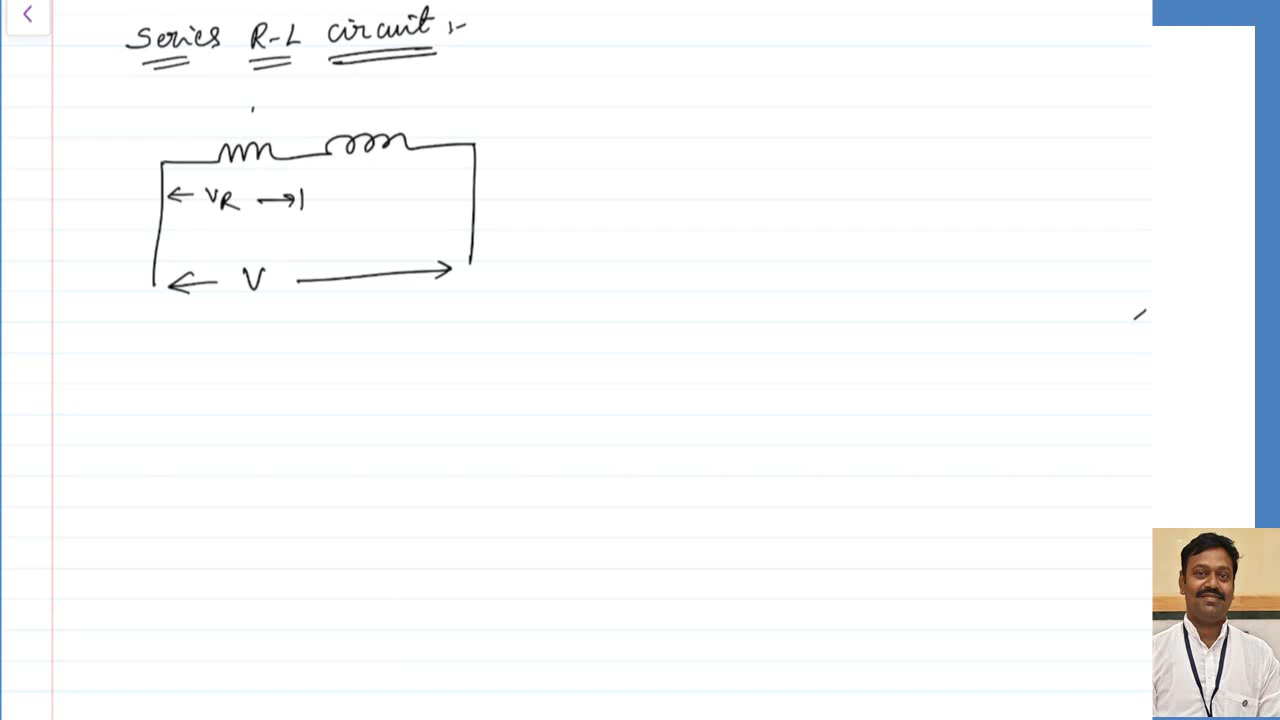 Series R-L circuit :-
← VR →|
← V →